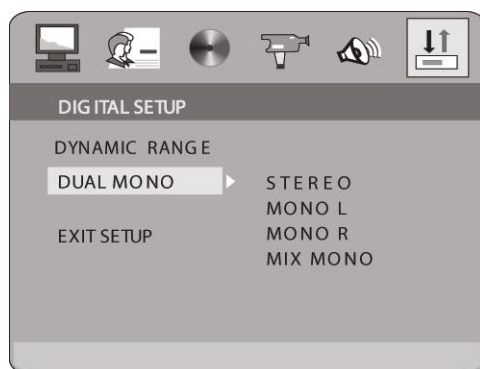 DIGITAL SETUP
DYNAMIC RANGE
DUAL MONO
STEREO
MONO L
EXIT SETUP
MONO R
MIX MONO